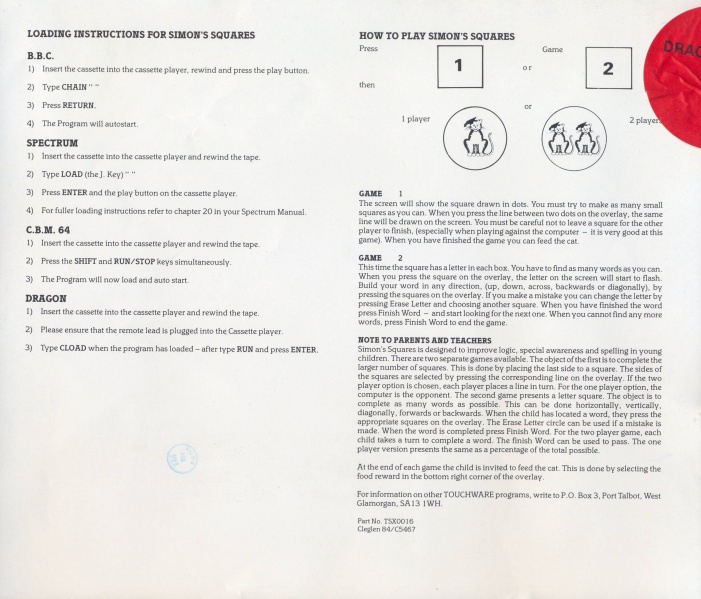 LOADING INSTRUCTIONS FOR SIMON'S SQUARES
B.B.C.
1) Insert the cassette into the cassette player, rewind and press the play button.
2) Type CHAIN " "
3) Press RETURN.
4) The Program will autostart.
SPECTRUM
1) Insert the cassette into the cassette player and rewind the tape.
2) Type LOAD (the J. Key) " "
3) Press ENTER and the play button on the cassette player.
4) For fuller loading instructions refer to chapter 20 in your Spectrum Manual.
C.B.M. 64
1) Insert the cassette into the cassette player and rewind the tape.
2) Press the SHIFT and RUN/STOP keys simultaneously.
3) The Program will now load and auto start.
DRAGON
1) Insert the cassette into the cassette player and rewind the tape.
2) Please ensure that the remote lead is plugged into the Cassette player.
3) Type CLOAD when the program has loaded – after type RUN and press ENTER.
HOW TO PLAY SIMON'S SQUARES
Press 1 or Game 2
then
1 player or 2 player
DRAG
GAME 1
The screen will show the square drawn in dots. You must try to make as many small
squares as you can. When you press the line between two dots on the overlay, the same
line will be drawn on the screen. You must be careful not to leave a square for the other
player to finish, (especially when playing against the computer – it is very good at this
game). When you have finished the game you can feed the cat.
GAME 2
This time the square has a letter in each box. You have to find as many words as you can.
When you press the square on the overlay, the letter on the screen will start to flash.
Build your word in any direction, (up, down, across, backwards or diagonally), by
pressing the squares on the overlay. If you make a mistake you can change the letter by
pressing Erase Letter and choosing another square. When you have finished the word
press Finish Word – and start looking for the next one. When you cannot find any more
words, press Finish Word to end the game.
NOTE TO PARENTS AND TEACHERS
Simon's Squares is designed to improve logic, special awareness and spelling in young
children. There are two separate games available. The object of the first is to complete the
larger number of squares. This is done by placing the last side to a square. The sides of
the squares are selected by pressing the corresponding line on the overlay. If the two
player option is chosen, each player places a line in turn. For the one player option, the
computer is the opponent. The second game presents a letter square. The object is to
complete as many words as possible. This can be done horizontally, vertically,
diagonally, forwards or backwards. When the child has located a word, they press the
appropriate squares on the overlay. The Erase Letter circle can be used if a mistake is
made. When the word is completed press Finish Word. For the two player game, each
child takes a turn to complete a word. The finish Word can be used to pass. The one
player version presents the same as a percentage of the total possible.
At the end of each game the child is invited to feed the cat. This is done by selecting the
food reward in the bottom right corner of the overlay.
For information on other TOUCHWARE programs, write to P.O. Box 3, Port Talbot, West
Glamorgan, SA13 1WH.
Part No. TSX0016
Cleglen 84/C5467